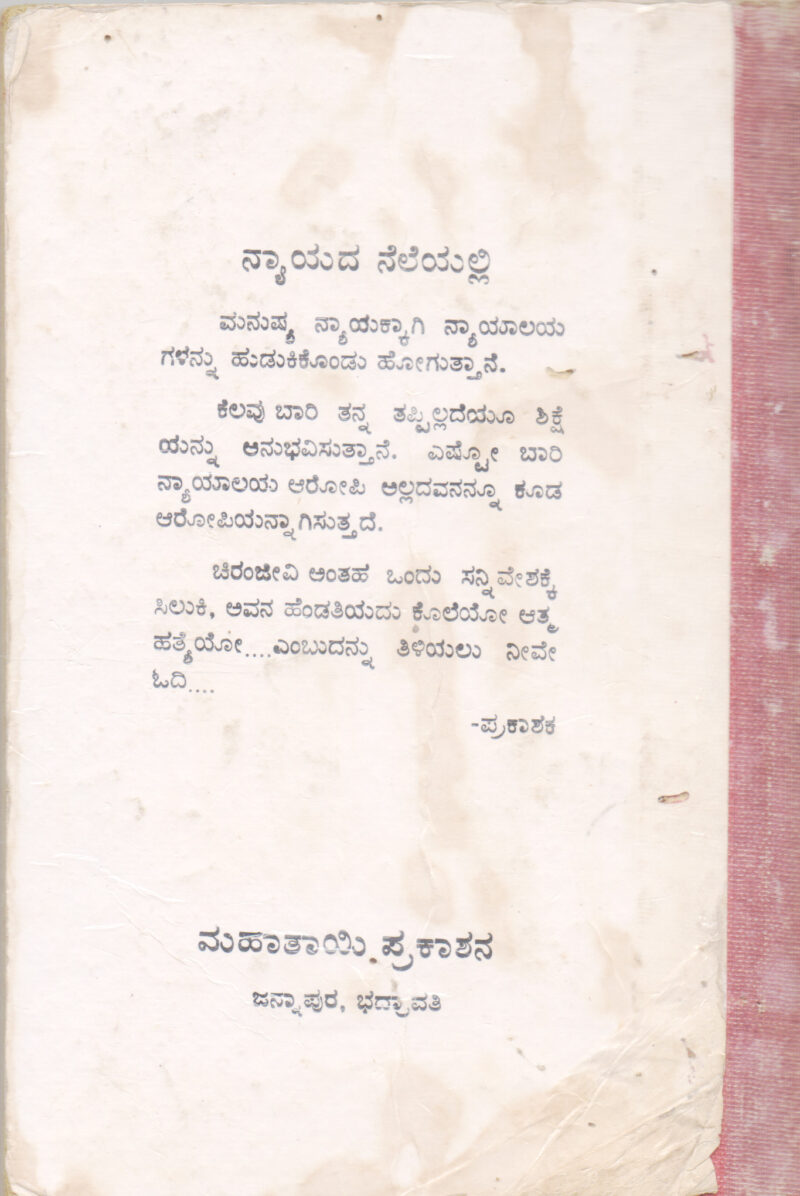 ನ್ಯಾಯದ ನೆಲೆಯಲ್ಲಿ
ಮನುಷ್ಯ ನ್ಯಾಯಕ್ಕಾಗಿ ನ್ಯಾಯಾಲಯ
ಗಳನ್ನು ಹುಡುಕಿಕೊಂಡು ಹೋಗುತ್ತಾನೆ.
ಕೆಲವು ಬಾರಿ ತನ್ನ ತಪ್ಪಿಲ್ಲದೆಯೂ ಶಿಕ್ಷೆ
ಯನ್ನು ಅನುಭವಿಸುತ್ತಾನೆ. ಎಷ್ಟೋ ಬಾರಿ
ನ್ಯಾಯಾಲಯ ಆರೋಪಿ ಅಲ್ಲದವನನ್ನೂ ಕೂಡ
ಆರೋಪಿಯನ್ನಾಗಿಸುತ್ತದೆ.
ಚಿರಂಜೀವಿ ಅಂತಹ ಒಂದು ಸನ್ನಿವೇಶಕ್ಕೆ
ಸಿಲುಕಿ, ಅವನ ಹೆಂಡತಿಯದು ಕೊಲೆಯೋ ಆತ್ಮ
ಹತ್ಯೆಯೋ....ಎಂಬುದನ್ನು ತಿಳಿಯಲು ನೀವೇ
ಓದಿ....
-ಪ್ರಕಾಶಕ
ಮಹಾತಾಯಿ ಪ್ರಕಾಶನ
ಜನ್ನಾಪುರ, ಭದ್ರಾವತಿ